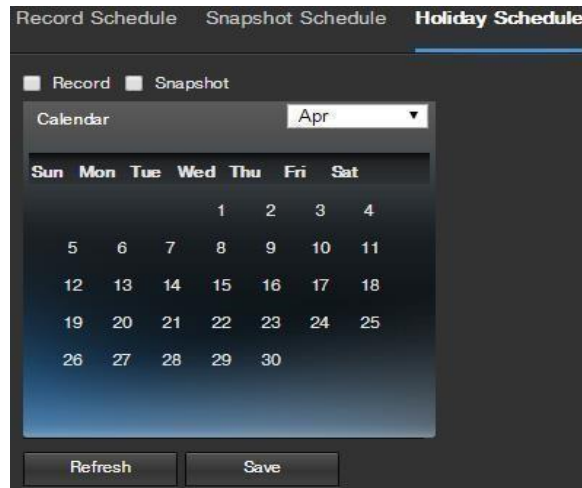 Record Schedule Snapshot Schedule Holiday Schedule
Record Snapshot
Calendar Apr
Sun Mon Tue Wed Thu Fri Sat
1 2 3 4
5 6 7 8 9 10 11
12 13 14 15 16 17 18
19 20 21 22 23 24 25
26 27 28 29 30
Refresh Save